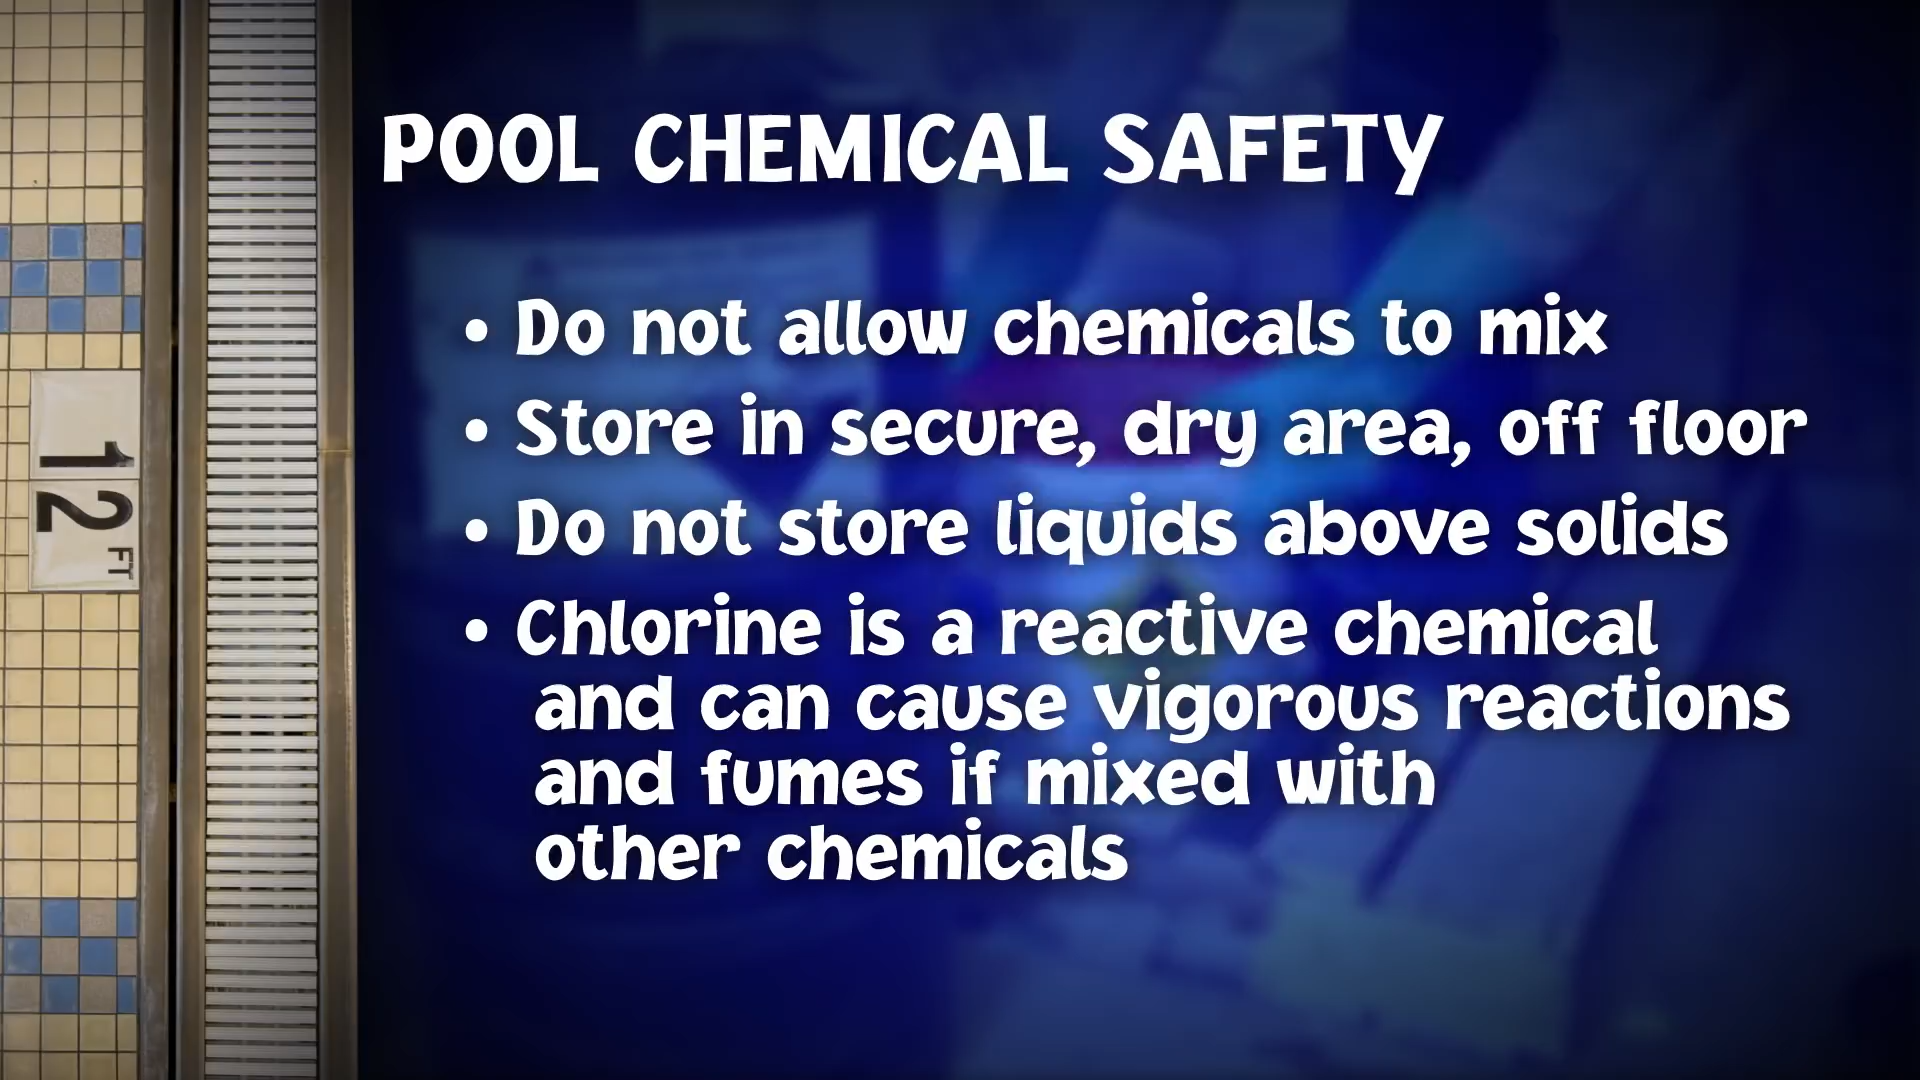 POOL CHEMICAL SAFETY
• Do not allow chemicals to mix
• Store in secure, dry area, off floor
• Do not store liquids above solids
• Chlorine is a reactive chemical
and can cause vigorous reactions
and fumes if mixed with
other chemicals
12
FT